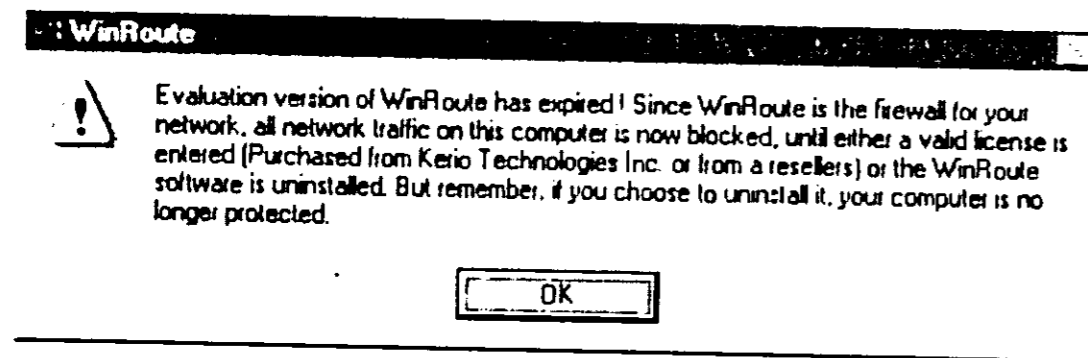 WinRoute
Evaluation version of WinRoute has expired! Since WinRoute is the firewall for your
network, all network traffic on this computer is now blocked, until either a valid license is
entered (Purchased from Kerio Technologies Inc. or from a resellers) or the WinRoute
software is uninstalled. But remember, if you choose to uninstall it, your computer is no
longer protected.
OK